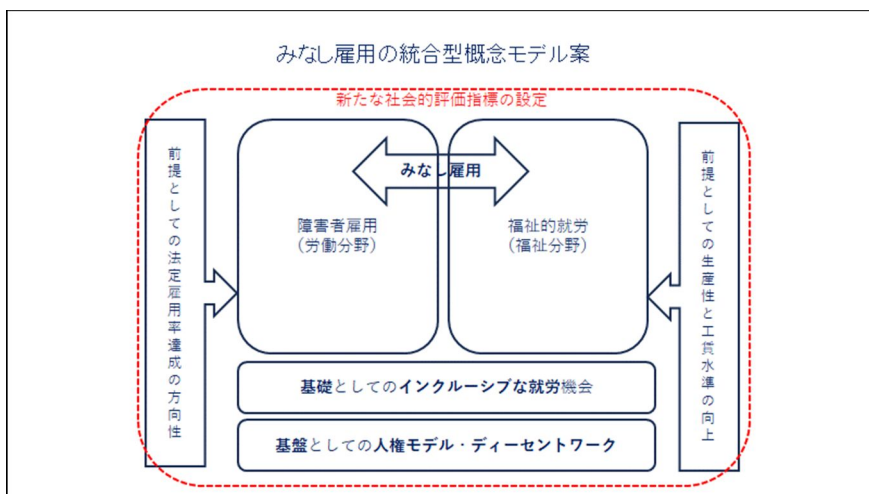 みなし雇用の統合型概念モデル案
新たな社会的評価指標の設定
前提としての法定雇用率達成の方向性
みなし雇用
障害者雇用
(労働分野)
福祉的就労
(福祉分野)
前提としての生産性と工賃水準の向上
基礎としてのインクルーシブな就労機会
基盤としての人権モデル・ディーセントワーク